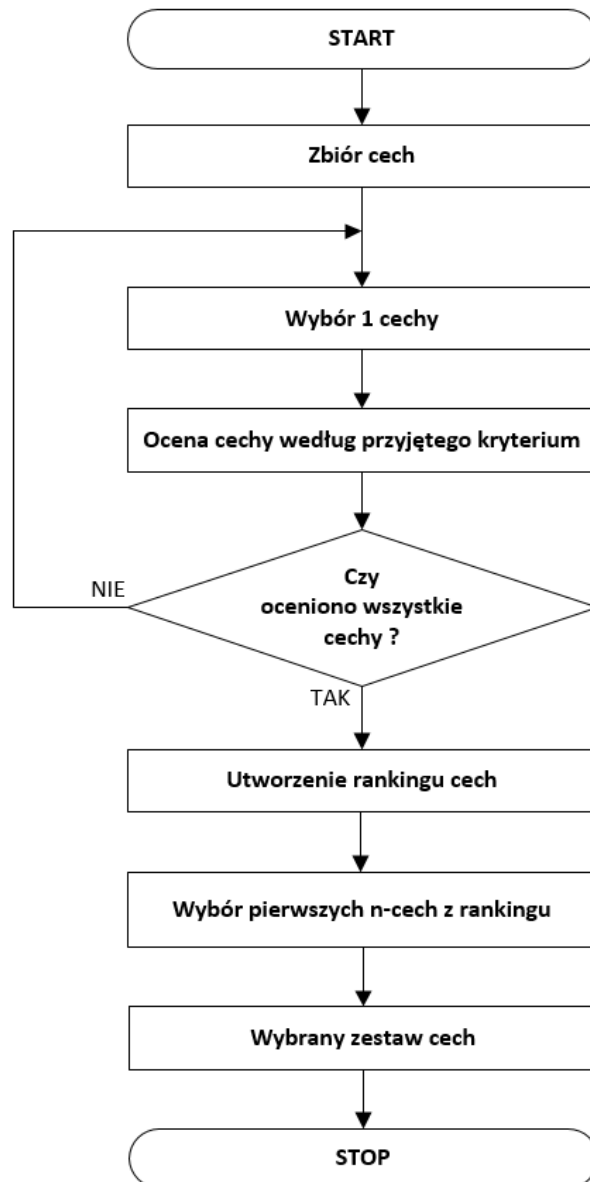 START
Zbiór cech
Wybór 1 cechy
Ocena cechy według przyjętego kryterium
Czy
oceniono wszystkie
cechy ?
NIE
TAK
Utworzenie rankingu cech
Wybór pierwszych n-cech z rankingu
Wybrany zestaw cech
STOP